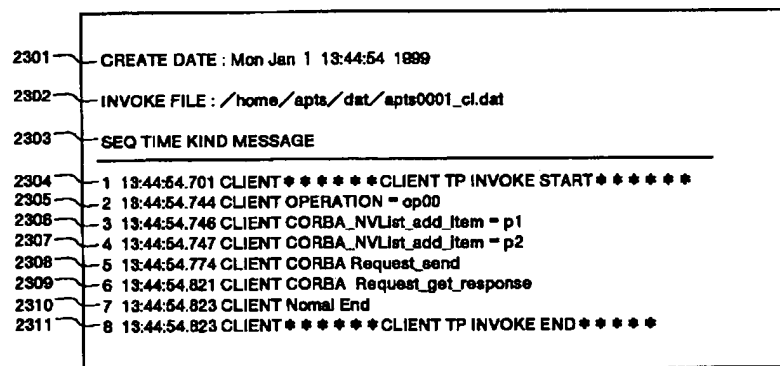 2301 CREATE DATE : Mon Jan 1 13:44:54 1999
2302 INVOKE FILE : /home/apts/dat/apts0001_cl.dat
2303 SEQ TIME KIND MESSAGE
2304 1 13:44:54.701 CLIENT******CLIENT TP INVOKE START******
2305 2 13:44:54.744 CLIENT OPERATION = op00
2306 3 13:44:54.746 CLIENT CORBA_NVList_add_item = p1
2307 4 13:44:54.747 CLIENT CORBA_NVList_add_item = p2
2308 5 13:44:54.774 CLIENT CORBA Request_send
2309 6 13:44:54.821 CLIENT CORBA Request_get_response
2310 7 13:44:54.823 CLIENT Nomal End
2311 8 13:44:54.823 CLIENT******CLIENT TP INVOKE END*****